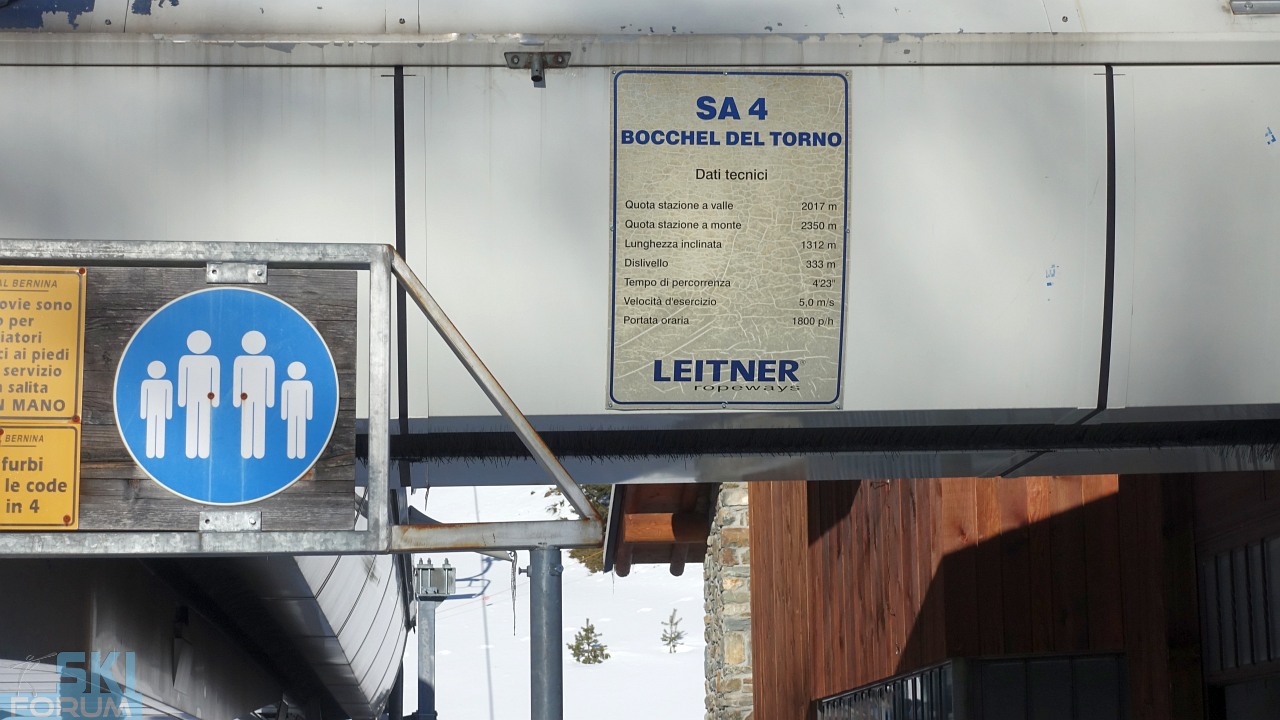 SA 4
BOCCHEL DEL TORNO
Dati tecnici
Quota stazione a valle 2017 m
Quota stazione a monte 2350 m
Lunghezza inclinata 1312 m
Dislivello 333 m
Tempo di percorrenza 4'23"
Velocità d'esercizio 5,0 m/s
Portata oraria 1800 p/h
LEITNER
ropeways
BERNINA
sono
per
ai piedi
servizio
salita
MANO
BERNINA
furbi
le code
in 4
SKI
FORUM